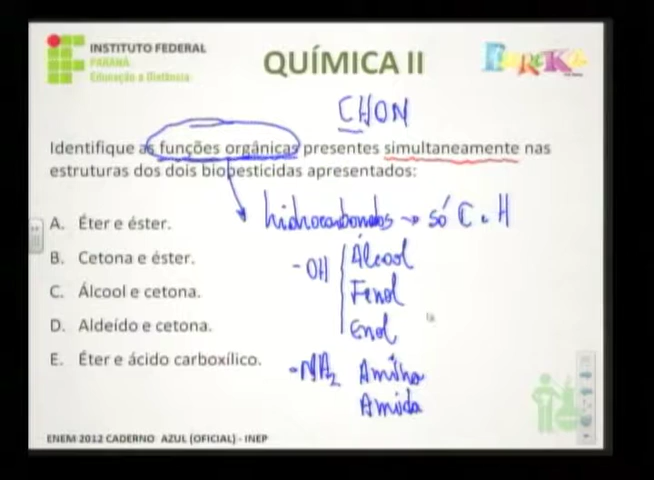 INSTITUTO FEDERAL
PARANÁ
Educação a Distância
QUÍMICA II
EUREKA
CHON
Identifique as funções orgânicas presentes simultaneamente nas
estruturas dos dois biopesticidas apresentados:
hidrocarbonetos → só C e H
A. Éter e éster.
B. Cetona e éster.
C. Álcool e cetona.
D. Aldeído e cetona.
E. Éter e ácido carboxílico.
-OH Álcool
Fenol
Enol
-NH2 Amina
Amida
ENEM 2012 CADERNO AZUL (OFICIAL) - INEP